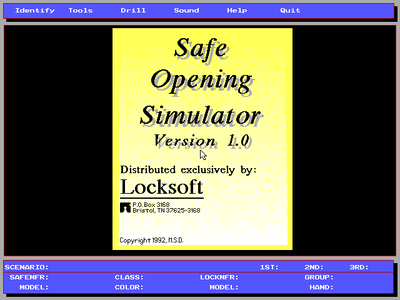 Identify Tools Drill Sound Help Quit
Safe
Opening
Simulator
Version 1.0
Distributed exclusively by:
Locksoft
P.O. Box 3168
Bristol, TN 37625-3168
Copyright 1992, M.S.D.
SCENARIO: 1ST: 2ND: 3RD:
SAFEMFR: CLASS: LOCKMFR: GROUP:
MODEL: COLOR: MODEL: HAND: